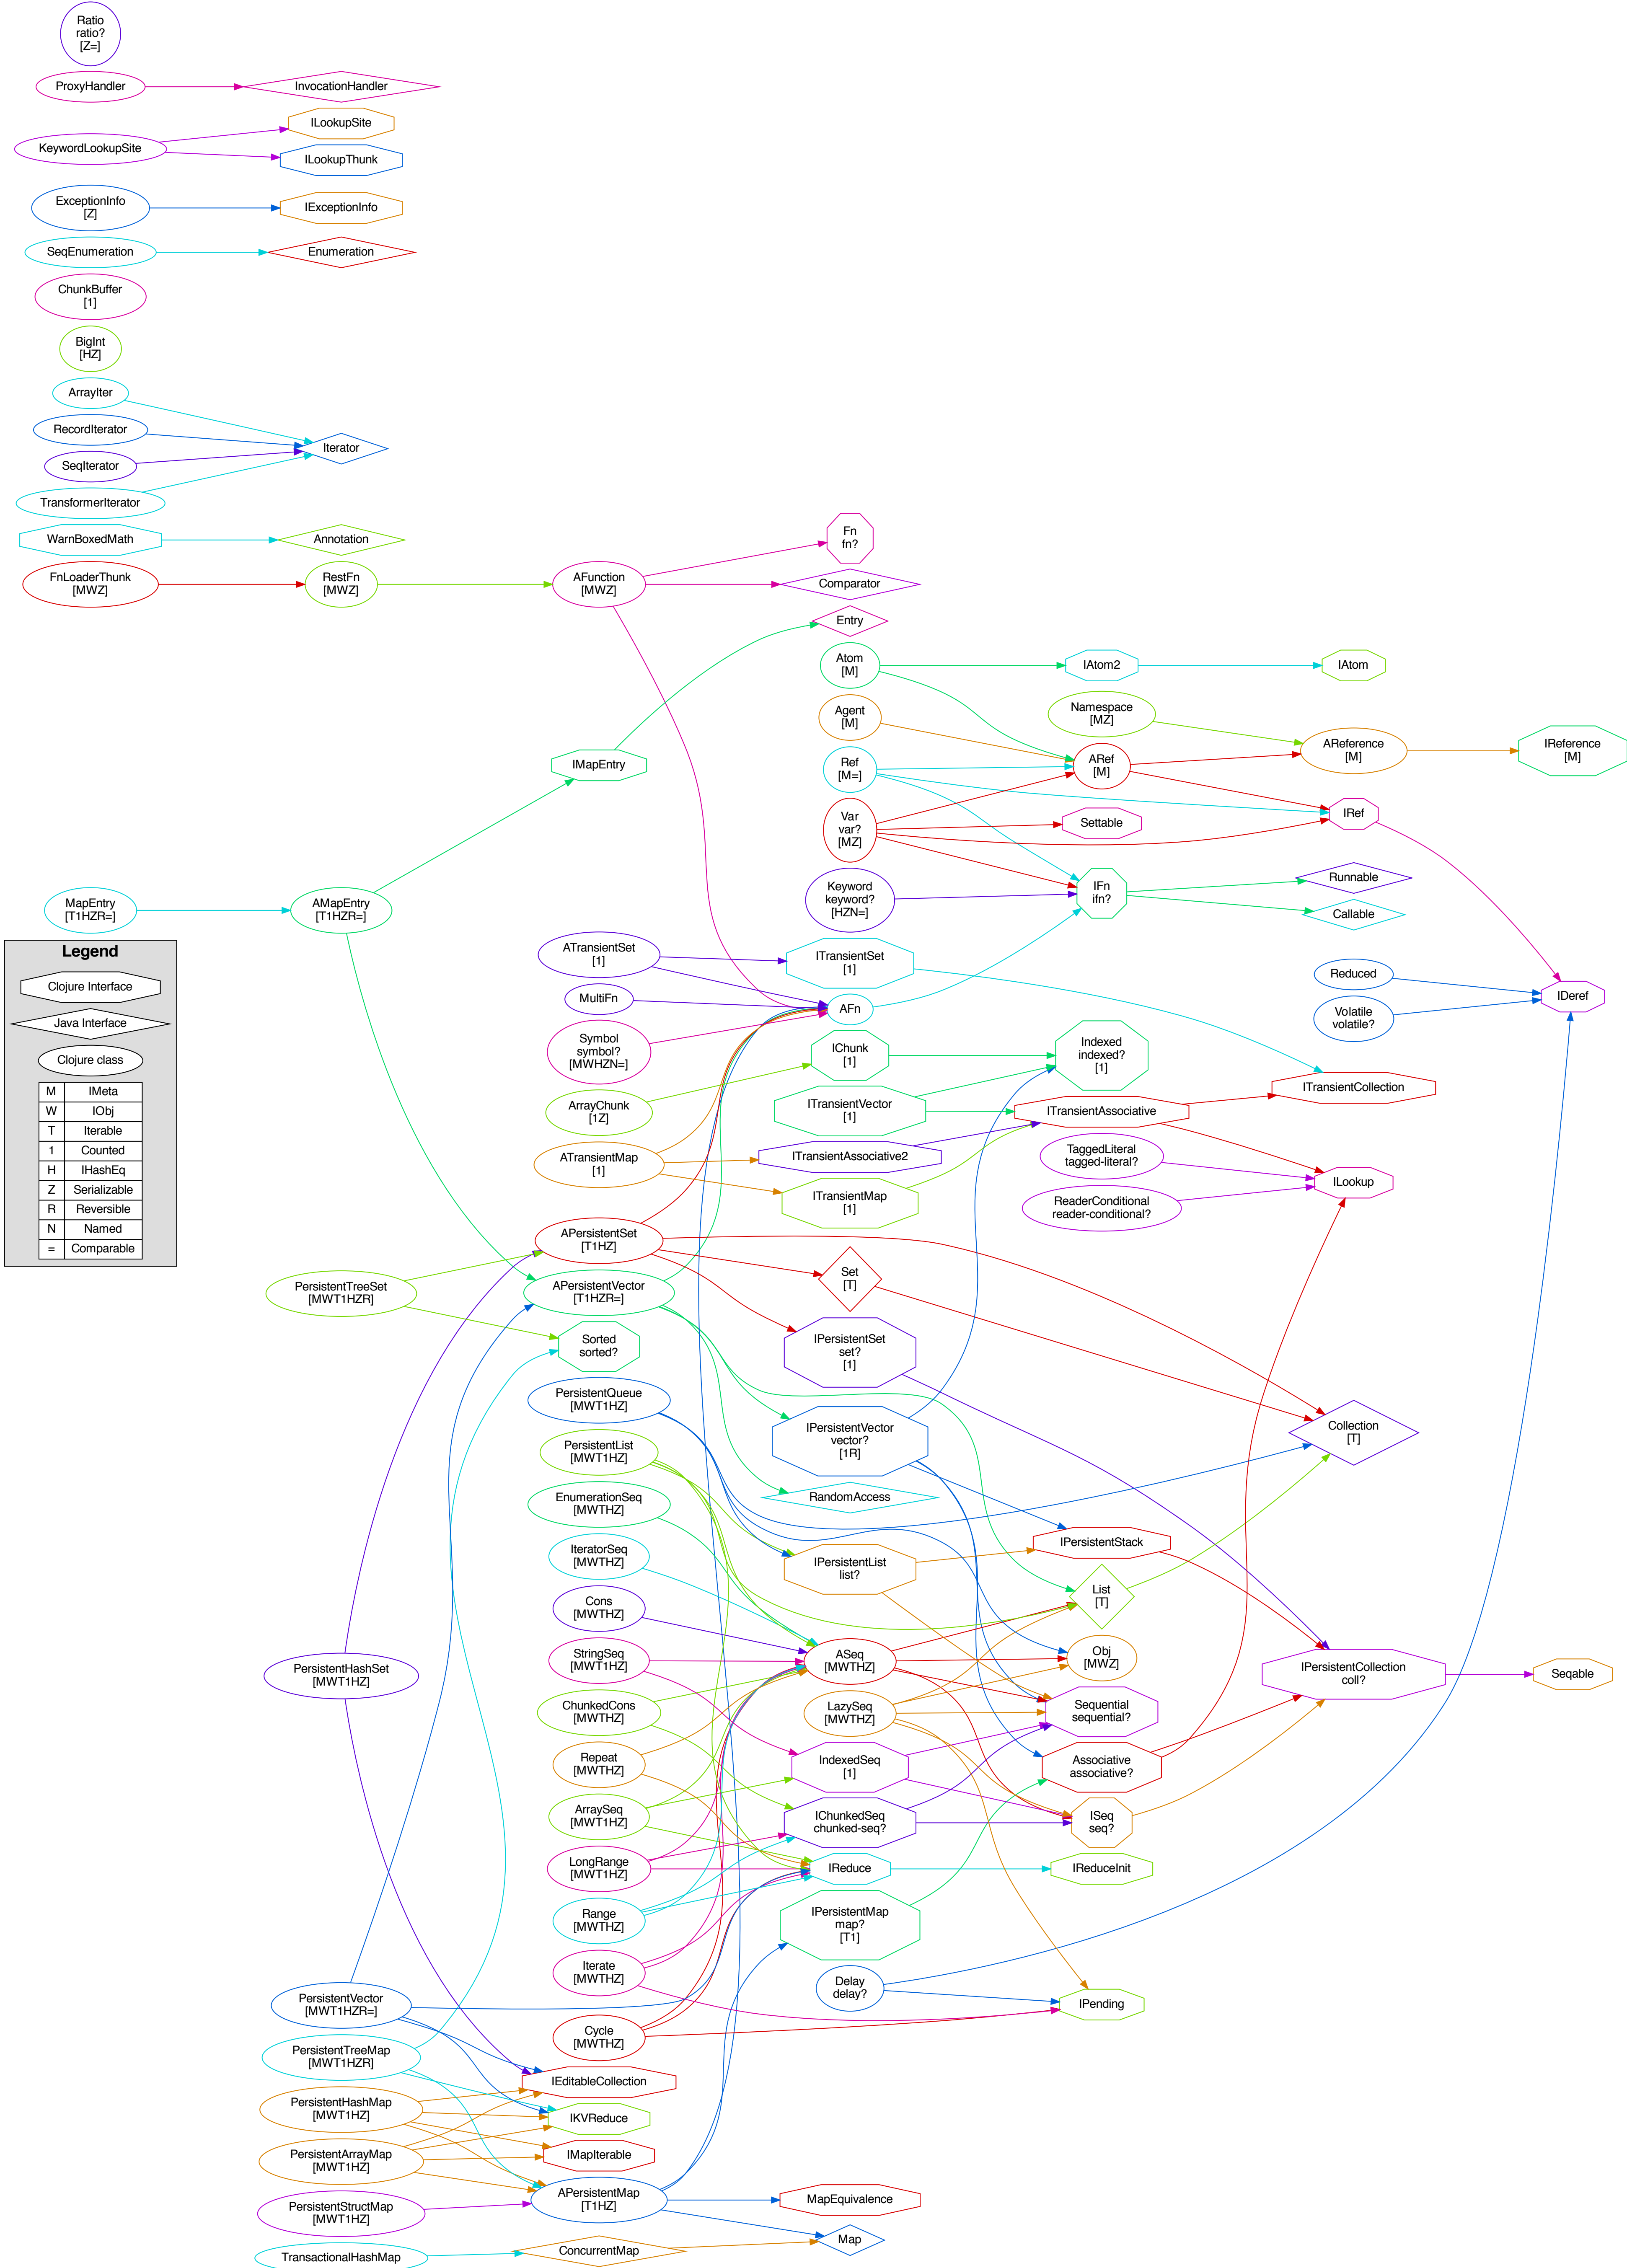 Ratio
ratio?
[Z=]
ProxyHandler
InvocationHandler
KeywordLookupSite
ILookupSite
ILookupThunk
ExceptionInfo
[Z]
IExceptionInfo
SeqEnumeration
Enumeration
ChunkBuffer
[1]
BigInt
[HZ]
ArrayIter
RecordIterator
SeqIterator
TransformerIterator
Iterator
WarnBoxedMath
Annotation
FnLoaderThunk
[MWZ]
RestFn
[MWZ]
AFunction
[MWZ]
Fn
fn?
Comparator
Entry
Atom
[M]
IAtom2
IAtom
Agent
[M]
Namespace
[MZ]
AReference
[M]
IReference
[M]
IMapEntry
Ref
[M=]
ARef
[M]
Var
var?
[MZ]
Settable
IRef
Keyword
keyword?
[HZN=]
IFn
ifn?
Runnable
Callable
MapEntry
[T1HZR=]
AMapEntry
[T1HZR=]
Legend
Clojure Interface
Java Interface
Clojure class
M IMeta
W IObj
T Iterable
1 Counted
H IHashEq
Z Serializable
R Reversible
N Named
= Comparable
ATransientSet
[1]
ITransientSet
[1]
MultiFn
AFn
Reduced
Volatile
volatile?
IDeref
Symbol
symbol?
[MWHZN=]
IChunk
[1]
Indexed
indexed?
[1]
ArrayChunk
[1Z]
ITransientVector
[1]
ITransientAssociative
ITransientCollection
ATransientMap
[1]
ITransientAssociative2
ITransientMap
[1]
TaggedLiteral
tagged-literal?
ReaderConditional
reader-conditional?
ILookup
APersistentSet
[T1HZ]
PersistentTreeSet
[MWT1HZR]
APersistentVector
[T1HZR=]
Set
[T]
Sorted
sorted?
IPersistentSet
set?
[1]
PersistentQueue
[MWT1HZ]
IPersistentVector
vector?
[1R]
Collection
[T]
PersistentList
[MWT1HZ]
RandomAccess
EnumerationSeq
[MWTHZ]
IteratorSeq
[MWTHZ]
IPersistentList
list?
IPersistentStack
Cons
[MWTHZ]
List
[T]
StringSeq
[MWT1HZ]
ASeq
[MWTHZ]
Obj
[MWZ]
PersistentHashSet
[MWT1HZ]
IPersistentCollection
coll?
Seqable
ChunkedCons
[MWTHZ]
LazySeq
[MWTHZ]
Sequential
sequential?
Repeat
[MWTHZ]
IndexedSeq
[1]
Associative
associative?
ArraySeq
[MWT1HZ]
IChunkedSeq
chunked-seq?
ISeq
seq?
LongRange
[MWT1HZ]
IReduce
IReduceInit
Range
[MWTHZ]
IPersistentMap
map?
[T1]
Iterate
[MWTHZ]
Delay
delay?
IPending
PersistentVector
[MWT1HZR=]
Cycle
[MWTHZ]
PersistentTreeMap
[MWT1HZR]
IEditableCollection
PersistentHashMap
[MWT1HZ]
IKVReduce
PersistentArrayMap
[MWT1HZ]
IMapIterable
PersistentStructMap
[MWT1HZ]
APersistentMap
[T1HZ]
MapEquivalence
TransactionalHashMap
ConcurrentMap
Map